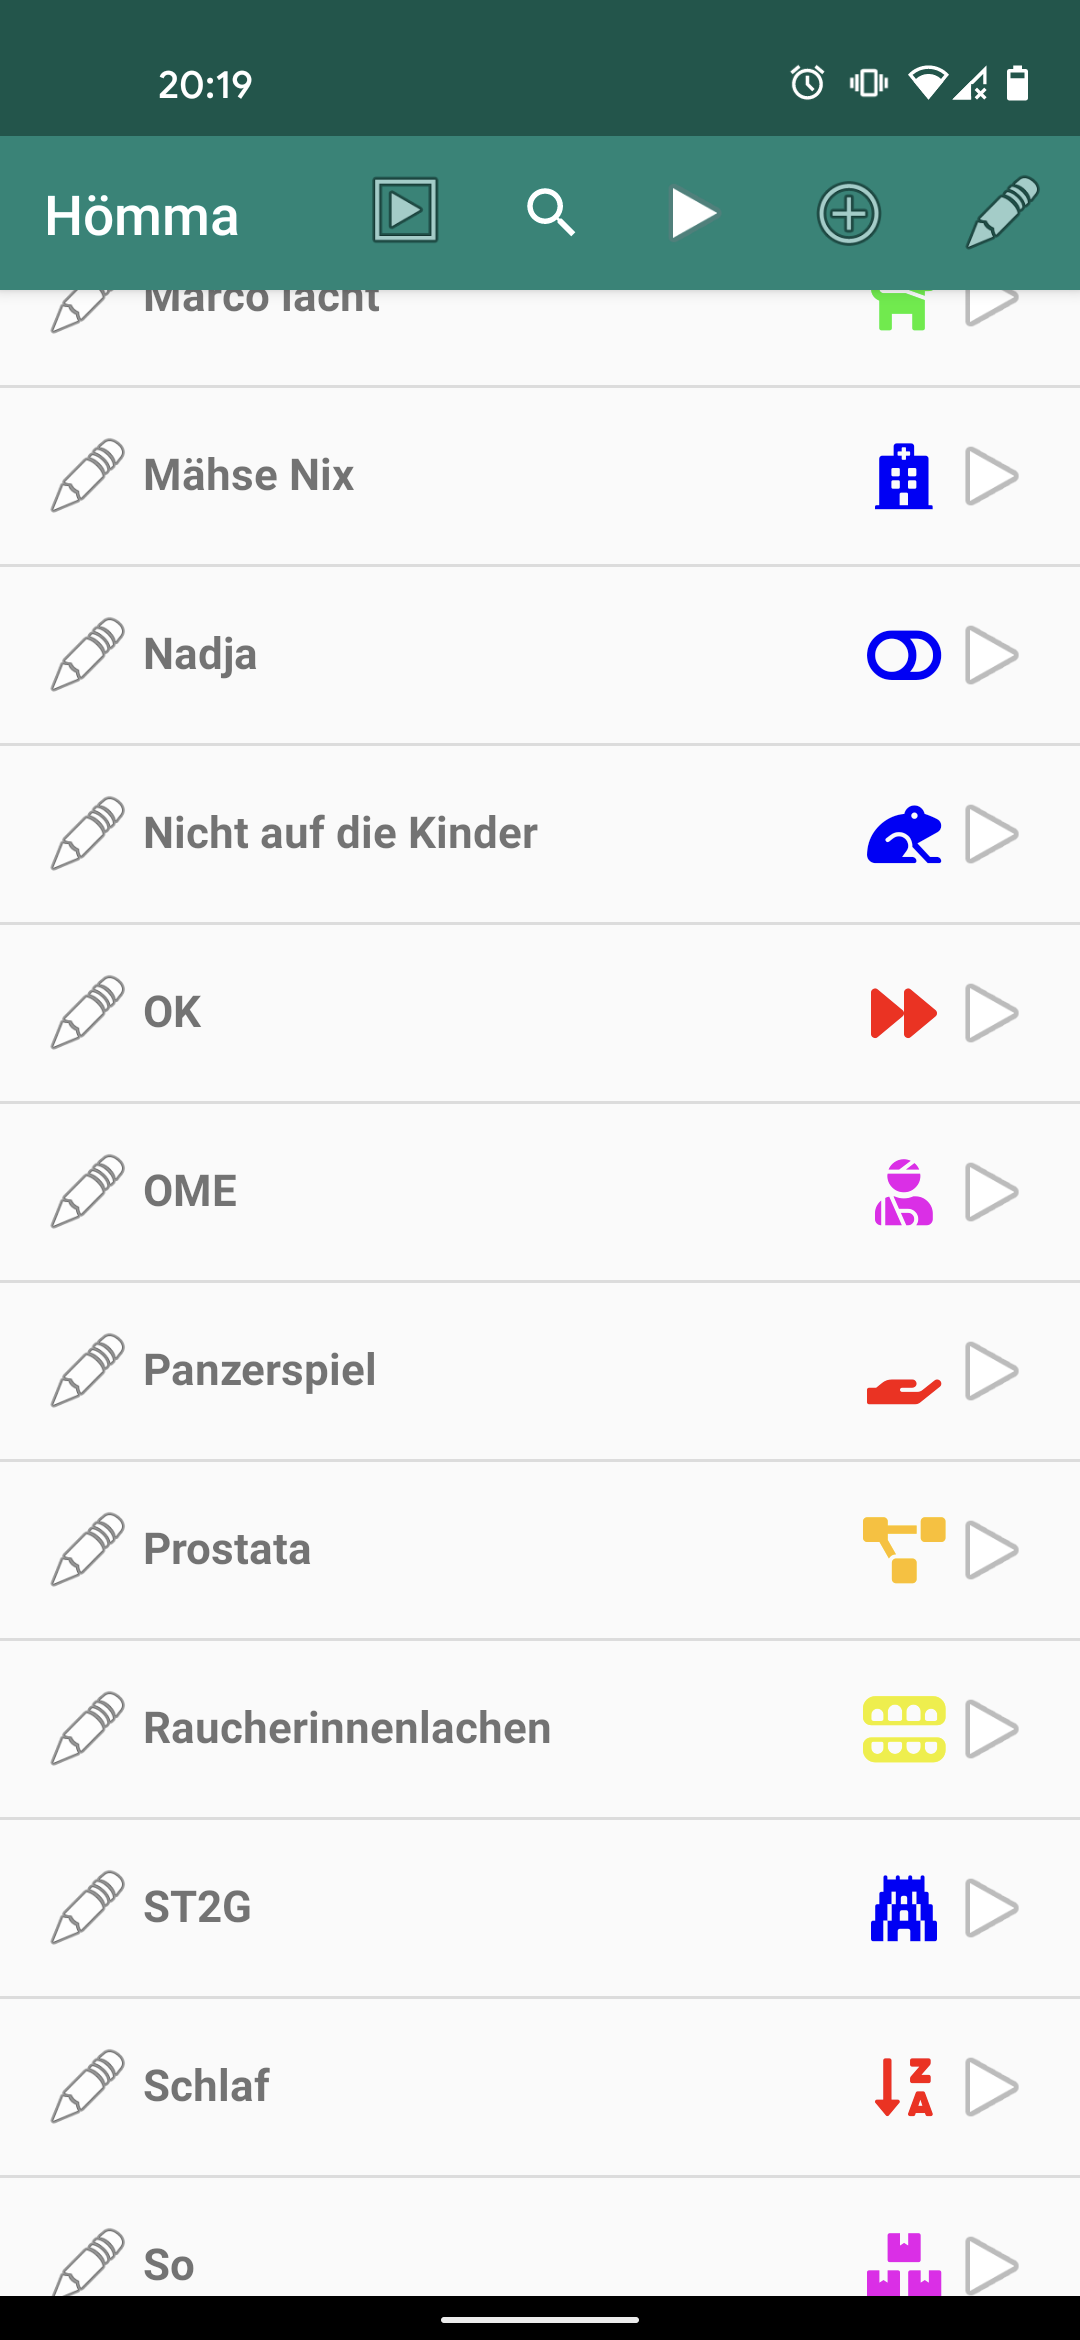 20:19
Hömma
Marco lacht
Mähse Nix
Nadja
Nicht auf die Kinder
OK
OME
Panzerspiel
Prostata
Raucherinnenlachen
ST2G
Schlaf
Z
A
So